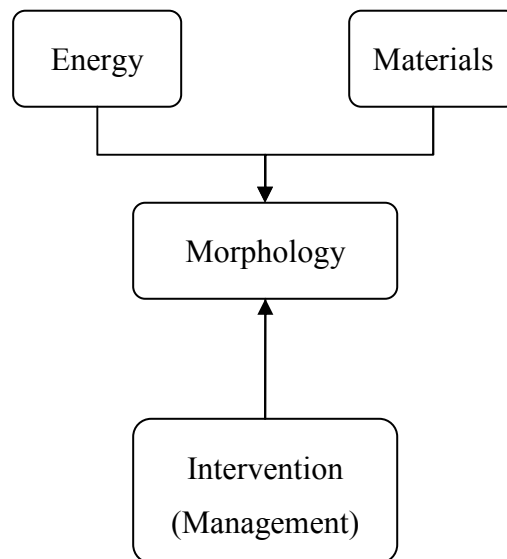 Energy
Materials
Morphology
Intervention
(Management)